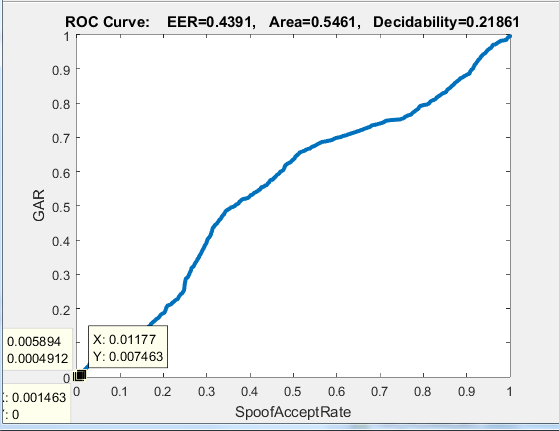 ROC Curve: EER=0.4391, Area=0.5461, Decidability=0.21861
1
0.9
0.8
0.7
0.6
0.5
0.4
0.3
0.2
0
GAR
X: 0.01177
Y: 0.007463
0.005894
0.0004912
: 0.001463
: 0
0 0.1 0.2 0.3 0.4 0.5 0.6 0.7 0.8 0.9 1
SpoofAcceptRate